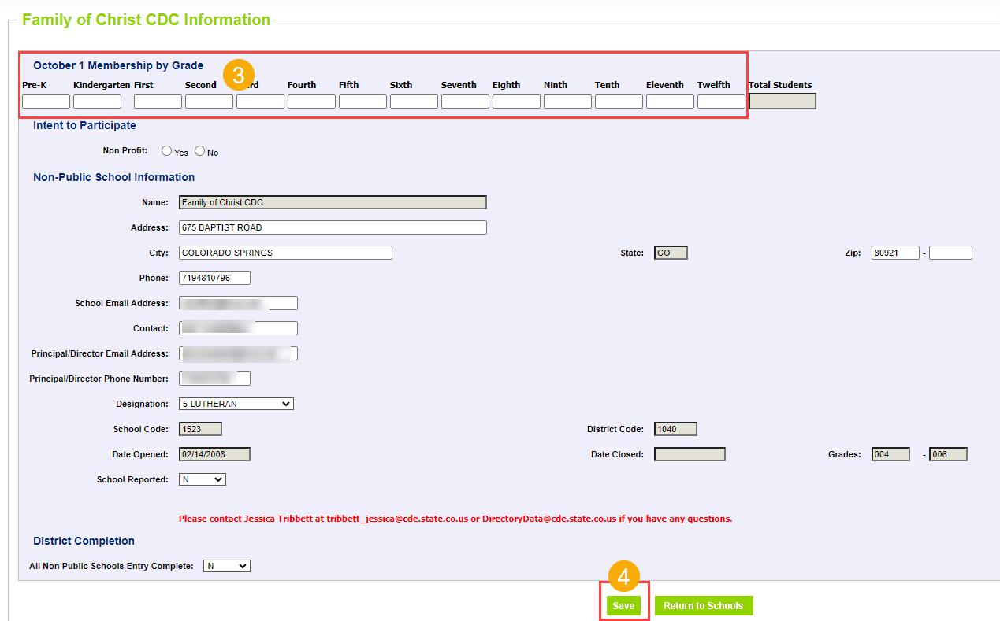 Family of Christ CDC Information
October 1 Membership by Grade
3
Pre-K Kindergarten First Second Fourth Fifth Sixth Seventh Eighth Ninth Tenth Eleventh Twelfth Total Students
Intent to Participate
Non Profit: Yes No
Non-Public School Information
Name: Family of Christ CDC
Address: 675 BAPTIST ROAD
City: COLORADO SPRINGS State: CO Zip: 80921 -
Phone: 7194810796
School Email Address:
Contact:
Principal/Director Email Address:
Principal/Director Phone Number:
Designation: 5-LUTHERAN
School Code: 1523 District Code: 1040
Date Opened: 02/14/2008 Date Closed: Grades: 004 - 006
School Reported: N
Please contact Jessica Tribbett at tribbett_jessica@cde.state.co.us or DirectoryData@cde.state.co.us if you have any questions.
District Completion
All Non Public Schools Entry Complete: N
4
Save Return to Schools